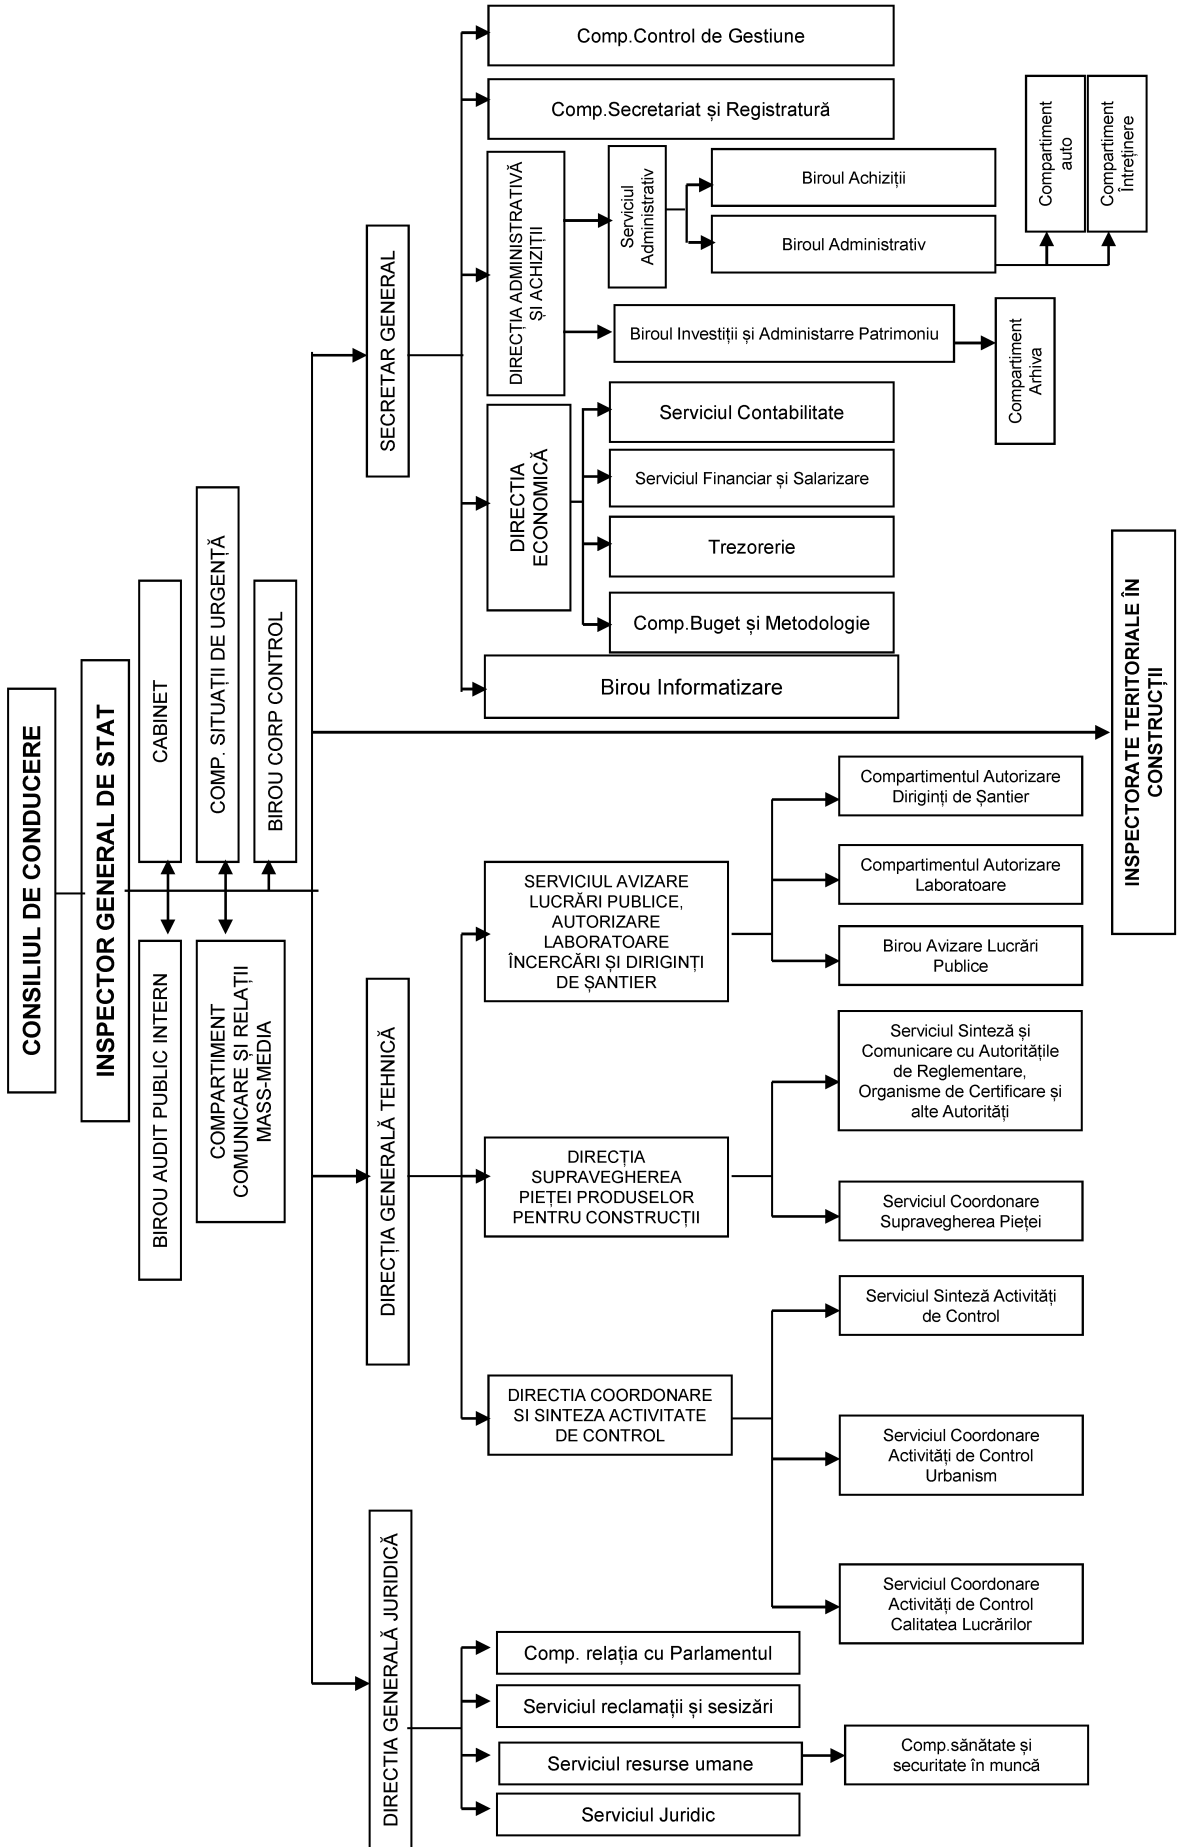 CONSILIUL DE CONDUCERE
INSPECTOR GENERAL DE STAT
CABINET
COMP. SITUAȚII DE URGENȚĂ
BIROU CORP CONTROL
BIROU AUDIT PUBLIC INTERN
COMPARTIMENT
COMUNICARE ȘI RELAȚII
MASS-MEDIA
SECRETAR GENERAL
Comp.Control de Gestiune
Comp.Secretariat și Registratură
DIRECȚIA ADMINISTRATIVĂ
ȘI ACHIZIȚII
Serviciul
Administrativ
Biroul Achiziții
Biroul Administrativ
Compartiment
auto
Compartiment
Întreținere
Biroul Investiții și Administarre Patrimoniu
Compartiment
Arhiva
DIRECTIA
ECONOMICĂ
Serviciul Contabilitate
Serviciul Financiar și Salarizare
Trezorerie
Comp.Buget și Metodologie
Birou Informatizare
INSPECTORATE TERITORIALE ÎN
CONSTRUCȚII
DIRECȚIA GENERALĂ TEHNICĂ
SERVICIUL AVIZARE
LUCRĂRI PUBLICE,
AUTORIZARE
LABORATOARE
ÎNCERCĂRI ȘI DIRIGINȚI
DE ȘANTIER
Compartimentul Autorizare
Diriginți de Șantier
Compartimentul Autorizare
Laboratoare
Birou Avizare Lucrări
Publice
DIRECȚIA
SUPRAVEGHEREA
PIEȚEI PRODUSELOR
PENTRU CONSTRUCȚII
Serviciul Sinteză și
Comunicare cu Autoritățile
de Reglementare,
Organisme de Certificare și
alte Autorități
Serviciul Coordonare
Supravegherea Pieței
DIRECTIA COORDONARE
SI SINTEZA ACTIVITATE
DE CONTROL
Serviciul Sinteză Activități
de Control
Serviciul Coordonare
Activități de Control
Urbanism
Serviciul Coordonare
Activități de Control
Calitatea Lucrărilor
DIRECTIA GENERALĂ JURIDICĂ
Comp. relația cu Parlamentul
Serviciul reclamații și sesizări
Serviciul resurse umane
Comp.sănătate și
securitate în muncă
Serviciul Juridic